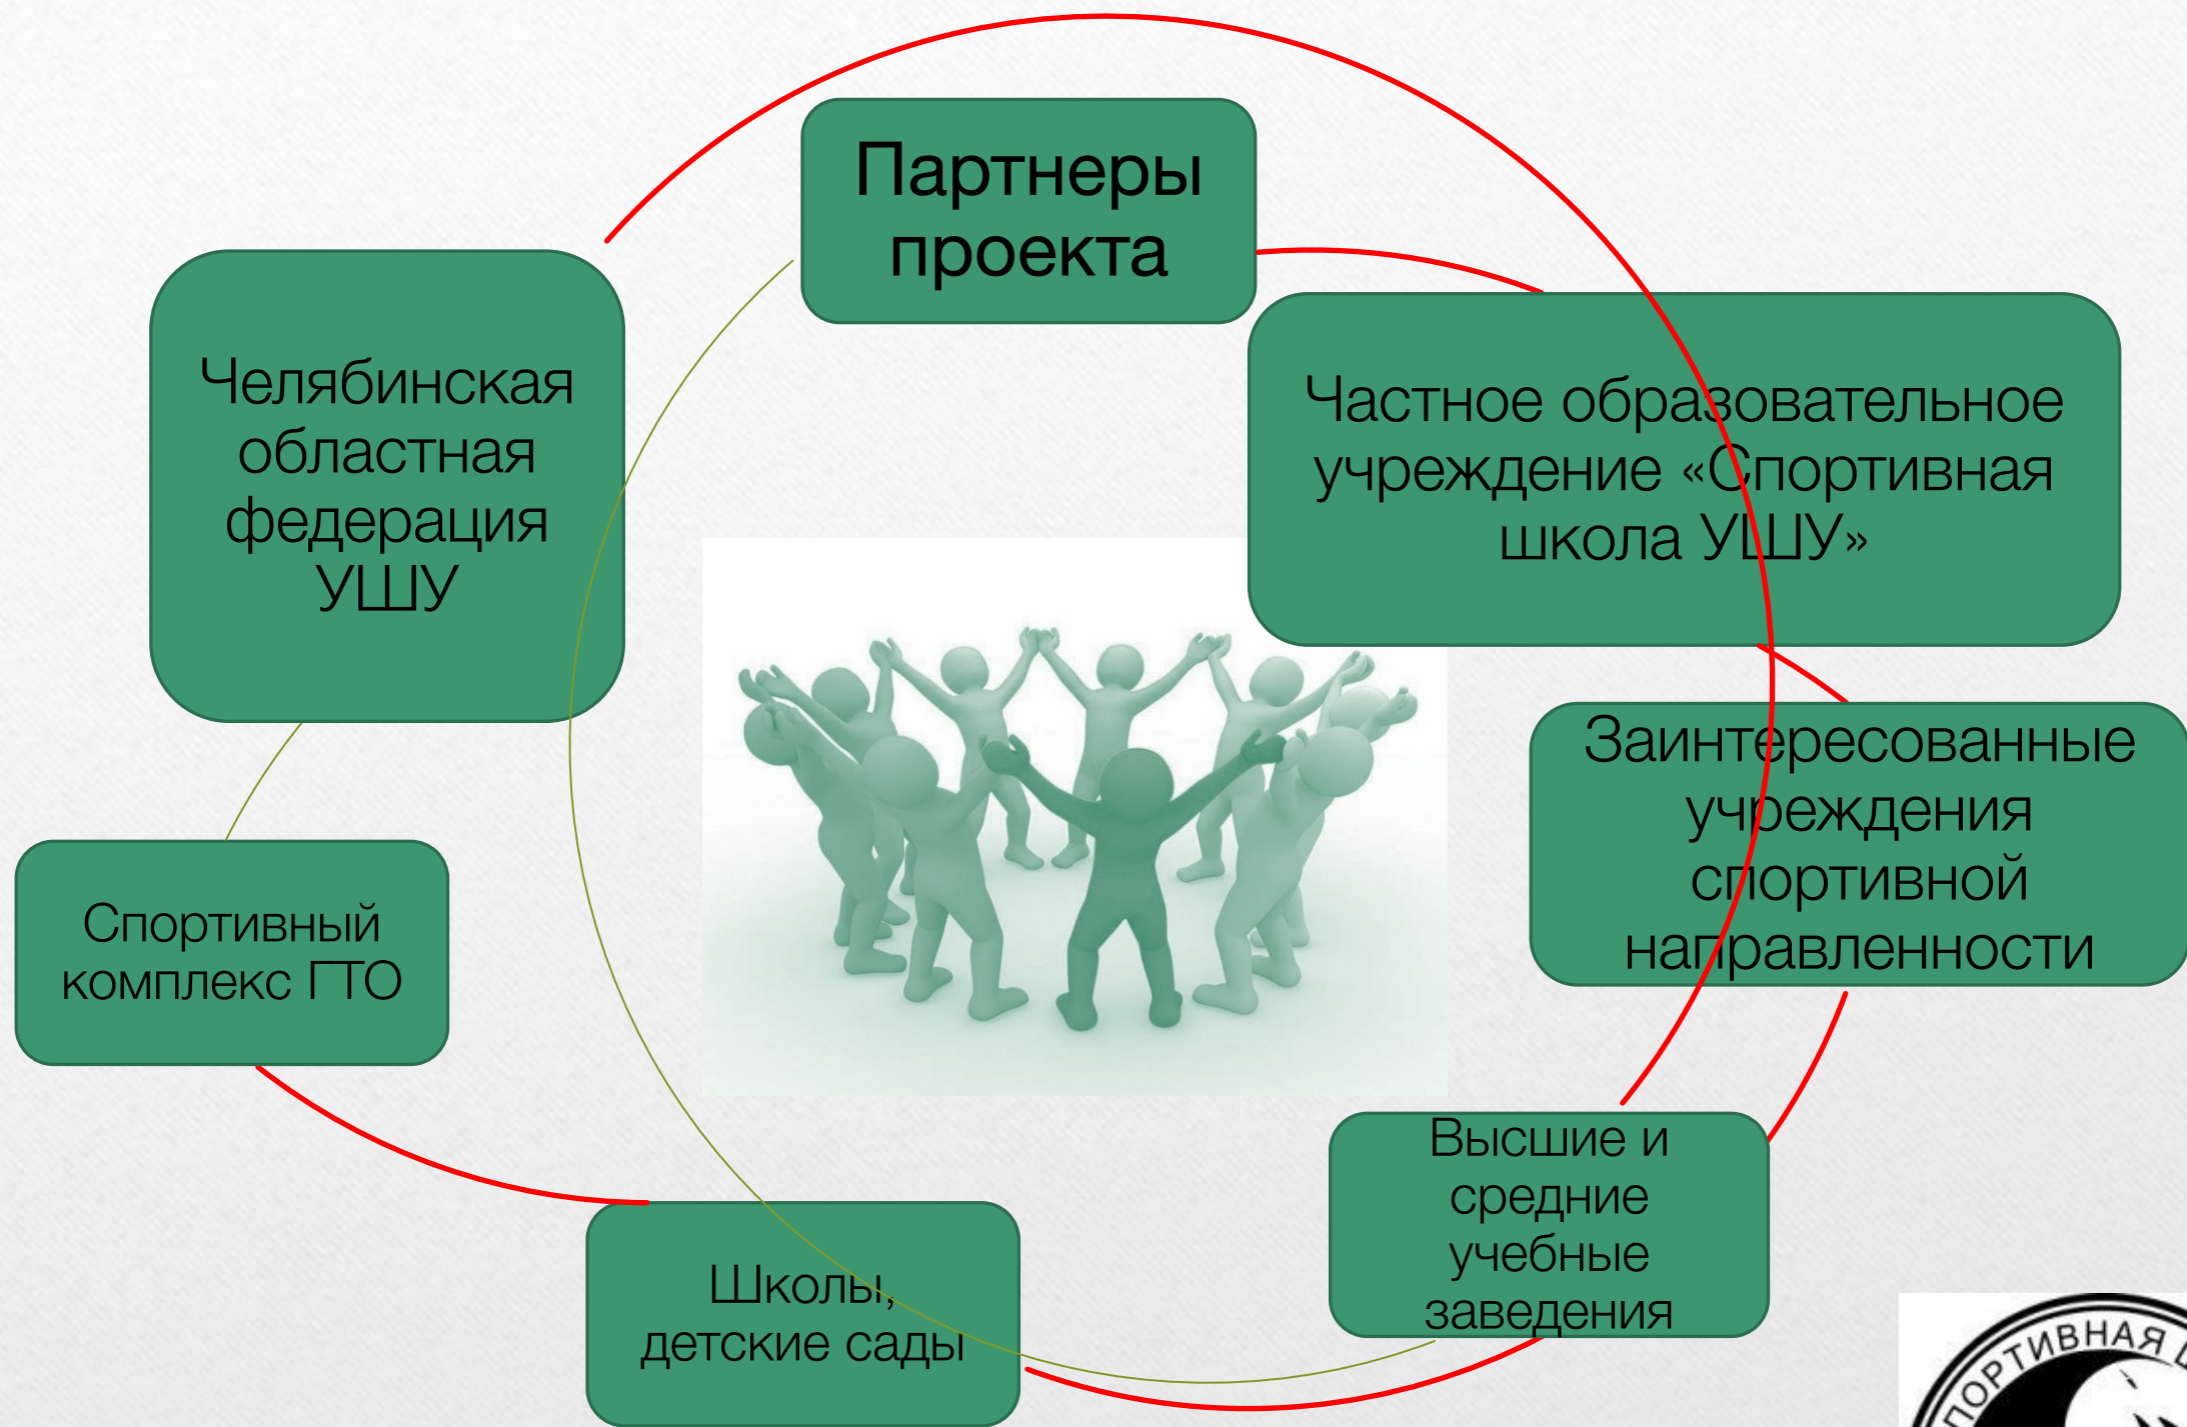 Партнеры
проекта
Челябинская
областная
федерация
УШУ
Частное образовательное
учреждение «Спортивная
школа УШУ»
Заинтересованные
учреждения
спортивной
направленности
Спортивный
комплекс ГТО
Высшие и
средние
учебные
заведения
Школы,
детские сады